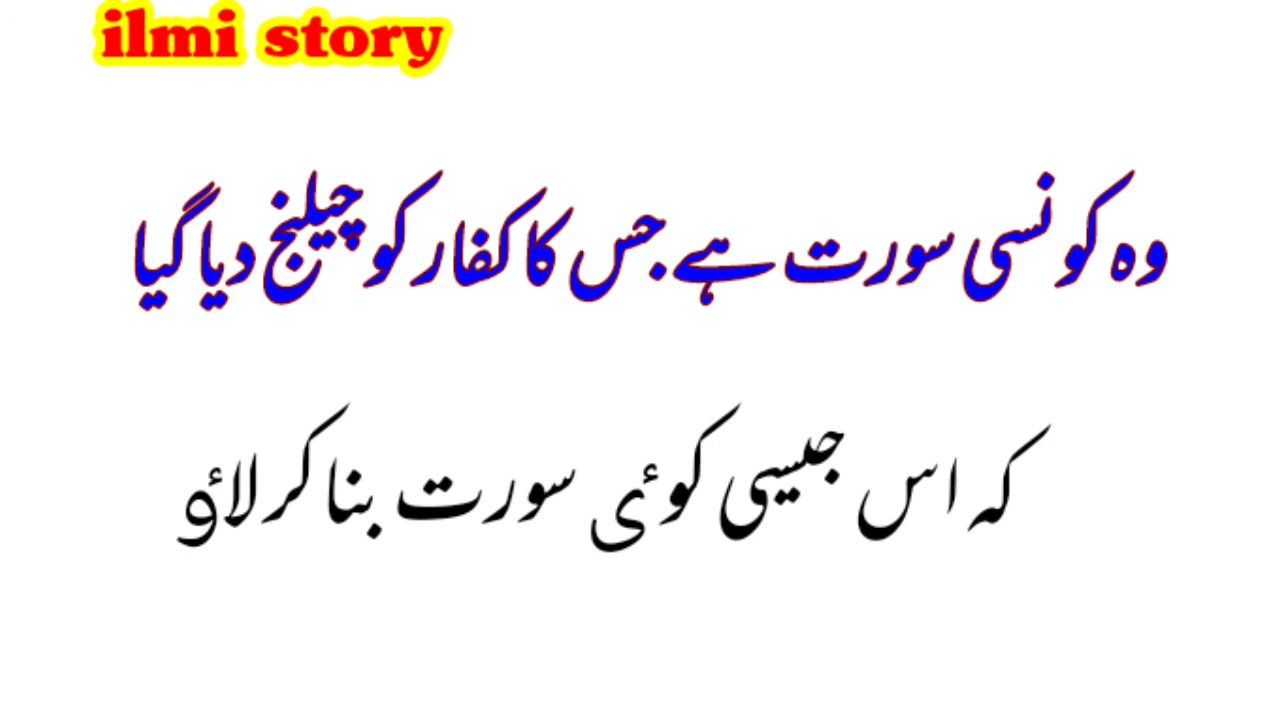 ilmi story
وہ کونسی سورت ہے جس کا کفار کو چیلنج دیا گیا
کہ اس جیسی کوئی سورت بنا کر لاؤ